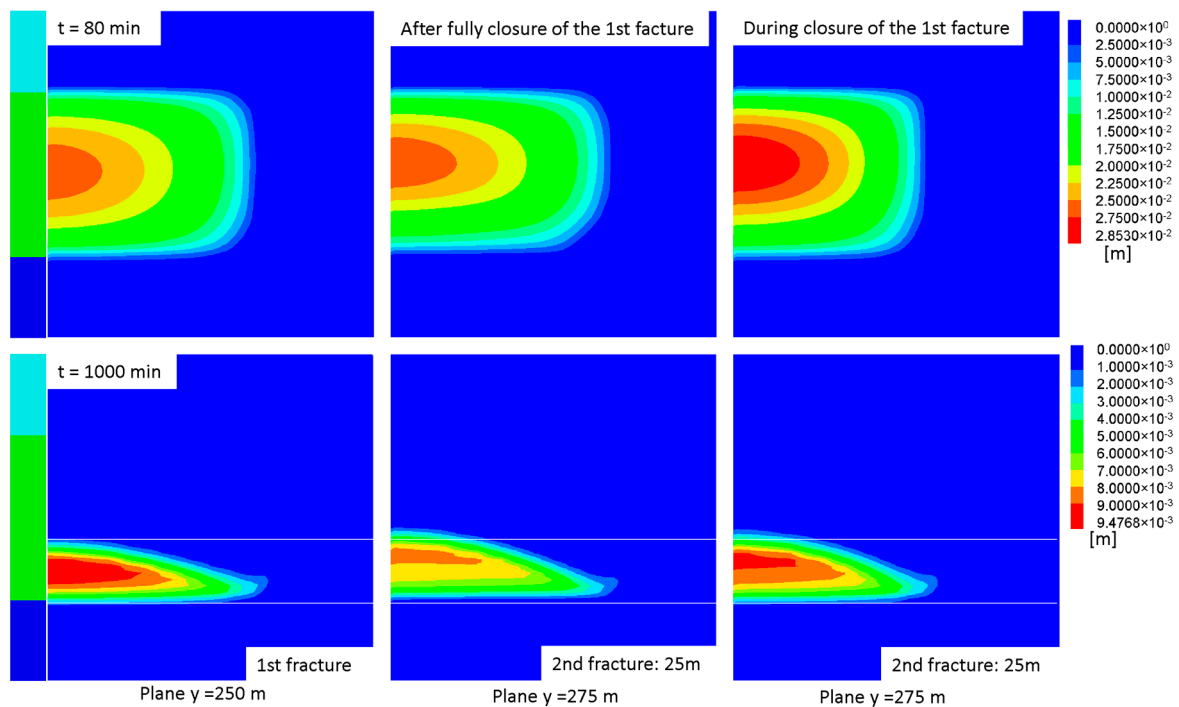 t = 80 min
After fully closure of the 1st facture
During closure of the 1st facture
0.0000×10⁰
2.5000×10⁻³
5.0000×10⁻³
7.5000×10⁻³
1.0000×10⁻²
1.2500×10⁻²
1.5000×10⁻²
1.7500×10⁻²
2.0000×10⁻²
2.2500×10⁻²
2.5000×10⁻²
2.7500×10⁻²
2.8530×10⁻²
[m]
t = 1000 min
0.0000×10⁰
1.0000×10⁻³
2.0000×10⁻³
3.0000×10⁻³
4.0000×10⁻³
5.0000×10⁻³
6.0000×10⁻³
7.0000×10⁻³
8.0000×10⁻³
9.0000×10⁻³
9.4768×10⁻³
[m]
1st fracture
2nd fracture: 25m
2nd fracture: 25m
Plane y =250 m
Plane y =275 m
Plane y =275 m